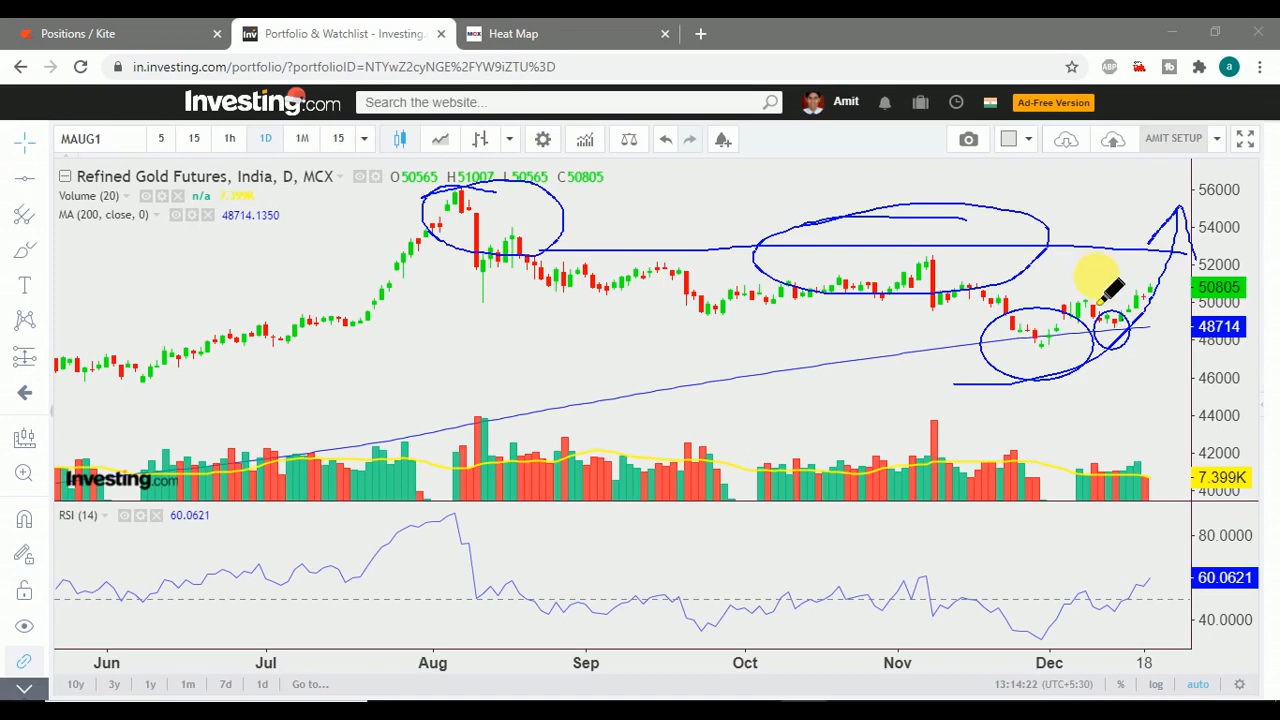 Positions / Kite
Portfolio & Watchlist - Investing.
MCX Heat Map
in.investing.com/portfolio/?portfolioID=NTYwZ2cyNGE%2FYW9iZTU%3D
ABP
a
Investing.com
Search the website...
Amit
Ad-Free Version
MAUG1 5 15 1h 1D 1M 15
AMIT SETUP
Refined Gold Futures, India, D, MCX O50565 H51007 L50565 C50805
Volume (20) n/a 7.399K
MA (200, close, 0) 48714.1350
56000
54000
52000
50805
50000
48714
48000
46000
44000
42000
7.399K
40000
Investing.com
RSI (14) 60.0621
80.0000
60.0621
40.0000
Jun Jul Aug Sep Oct Nov Dec 18
10y 3y 1y 1m 7d 1d Go to... 13:14:22 (UTC+5:30) % log auto